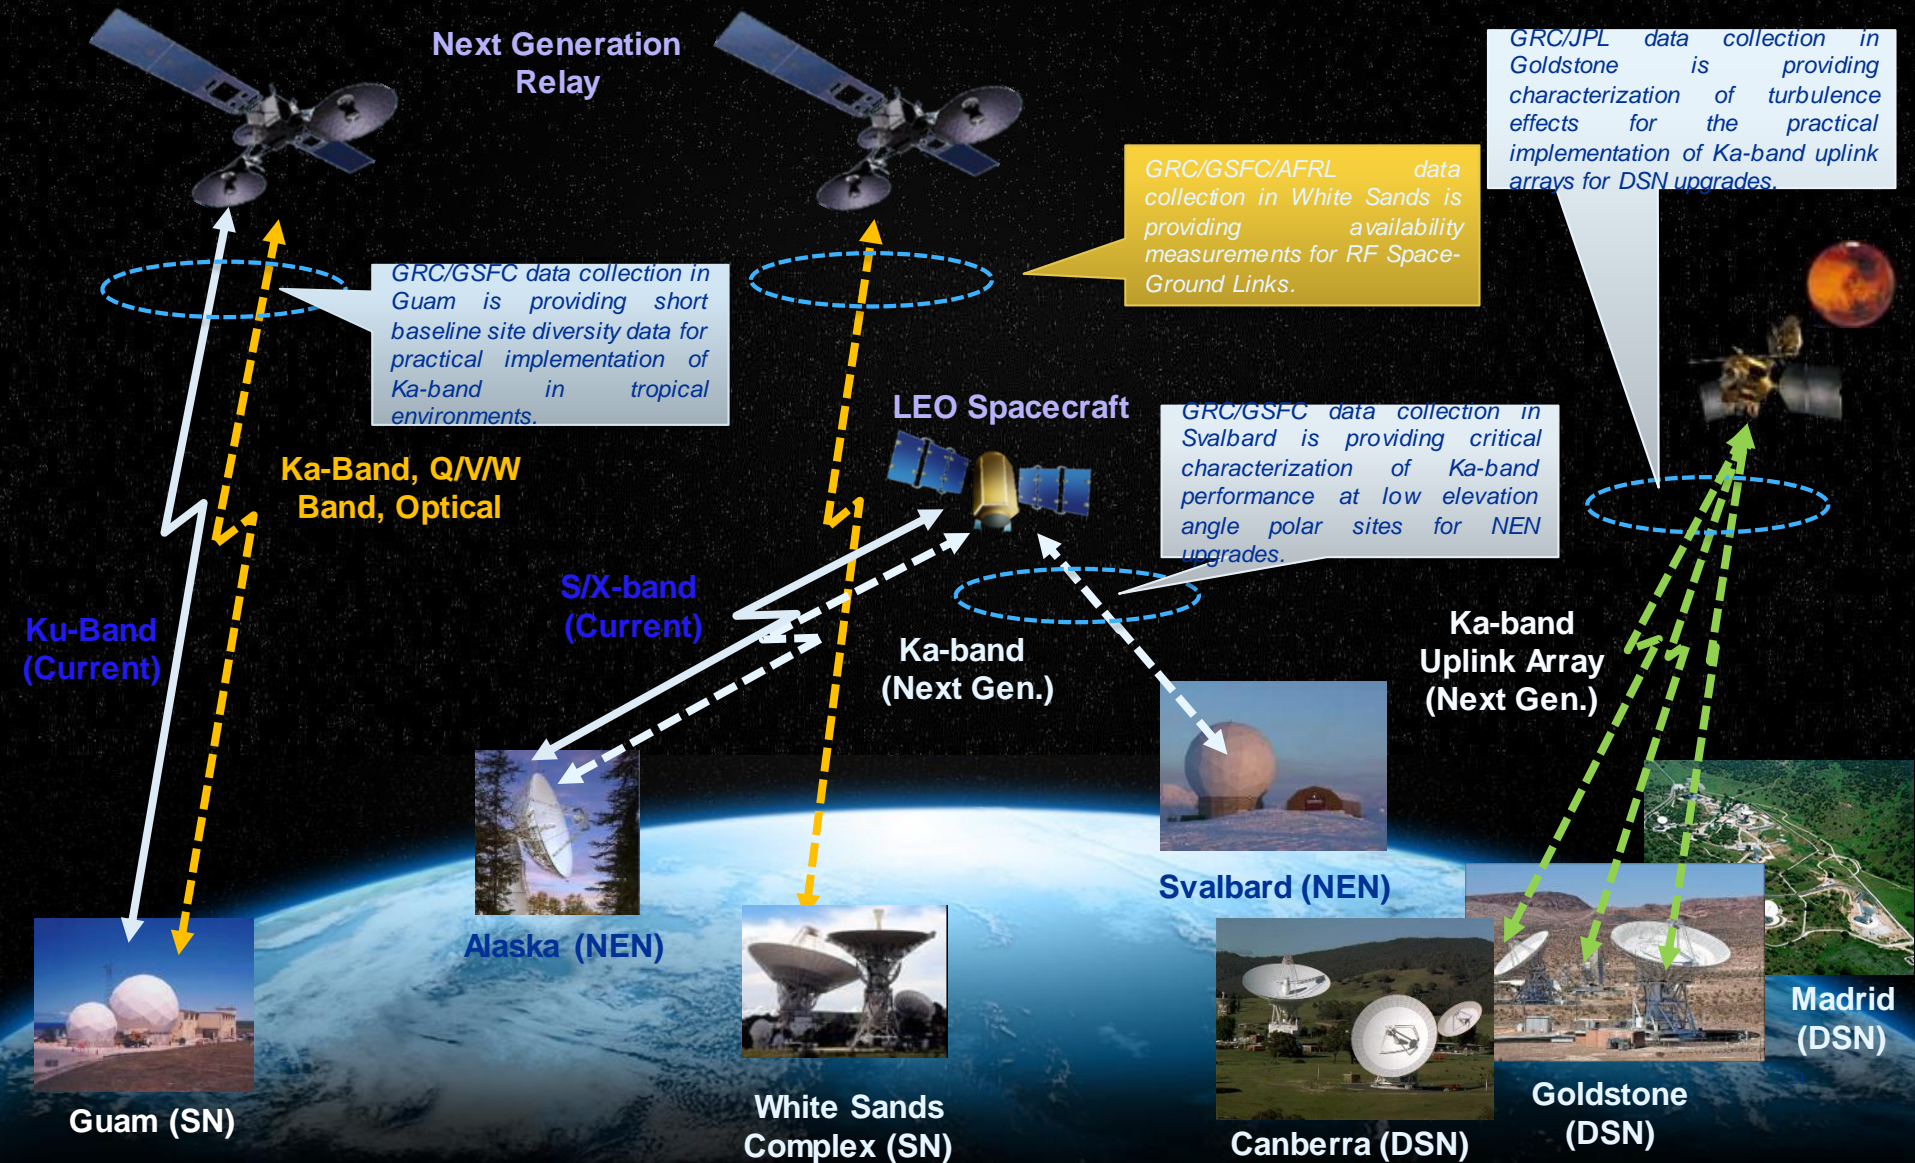 Next Generation
Relay
GRC/JPL data collection in
Goldstone is providing
characterization of turbulence
effects for the practical
implementation of Ka-band uplink
arrays for DSN upgrades.
GRC/GSFC/AFRL data
collection in White Sands is
providing availability
measurements for RF Space-
Ground Links.
GRC/GSFC data collection in
Guam is providing short
baseline site diversity data for
practical implementation of
Ka-band in tropical
environments.
LEO Spacecraft
GRC/GSFC data collection in
Svalbard is providing critical
characterization of Ka-band
performance at low elevation
angle polar sites for NEN
upgrades.
Ka-Band, Q/V/W
Band, Optical
S/X-band
(Current)
Ku-Band
(Current)
Ka-band
(Next Gen.)
Ka-band
Uplink Array
(Next Gen.)
Svalbard (NEN)
Alaska (NEN)
Madrid
(DSN)
Guam (SN)
White Sands
Complex (SN)
Canberra (DSN)
Goldstone
(DSN)